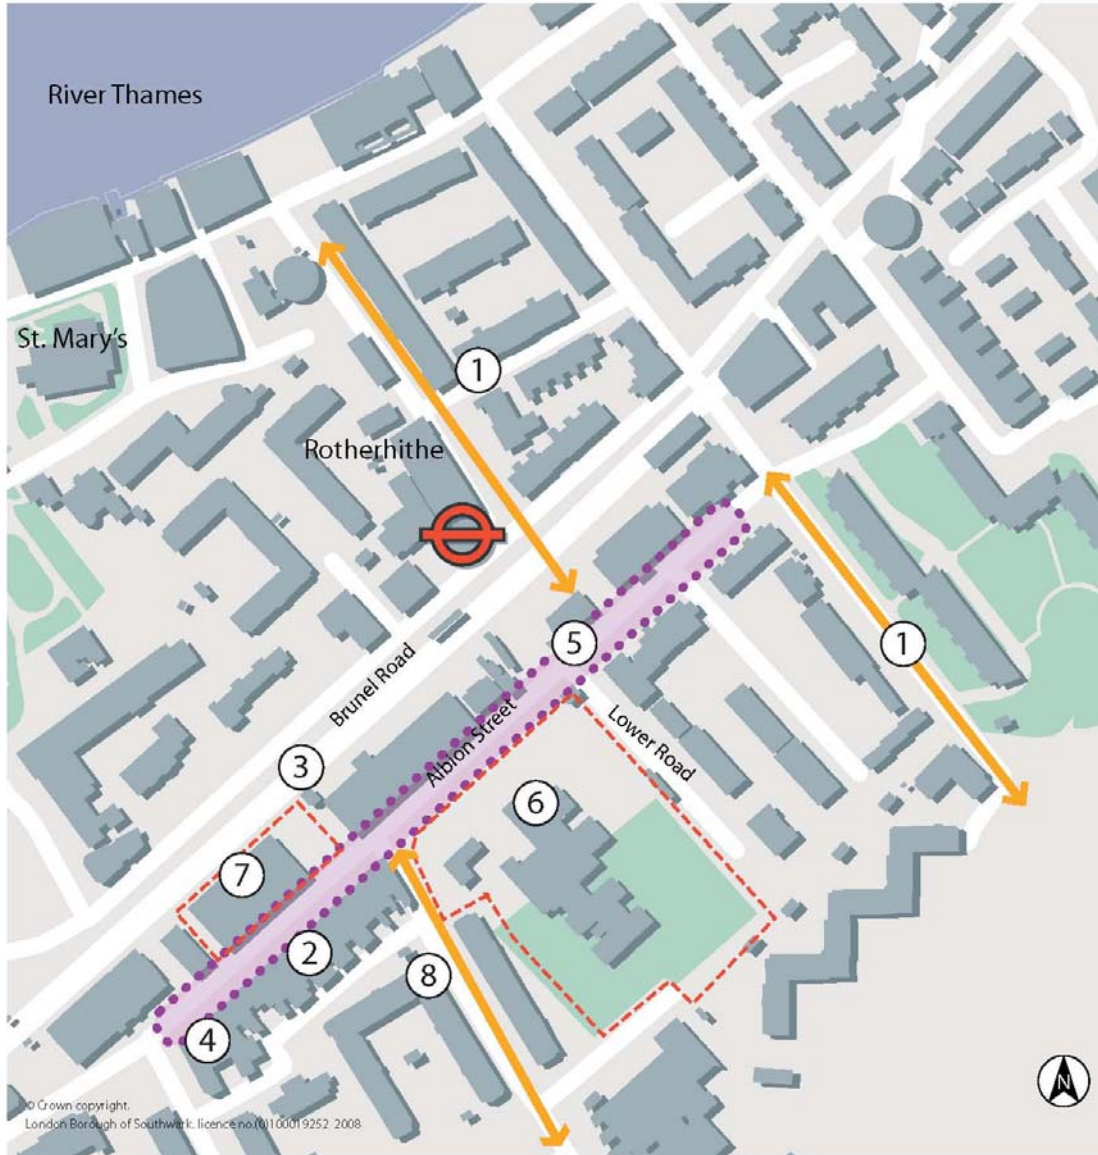 River Thames
St. Mary's
1
Rotherhithe
5
1
Brunel Road
Albion Street
Lower Road
3
6
7
2
8
4
N
© Crown copyright.
London Borough of Southwark. licence no.(0)100019252 2008